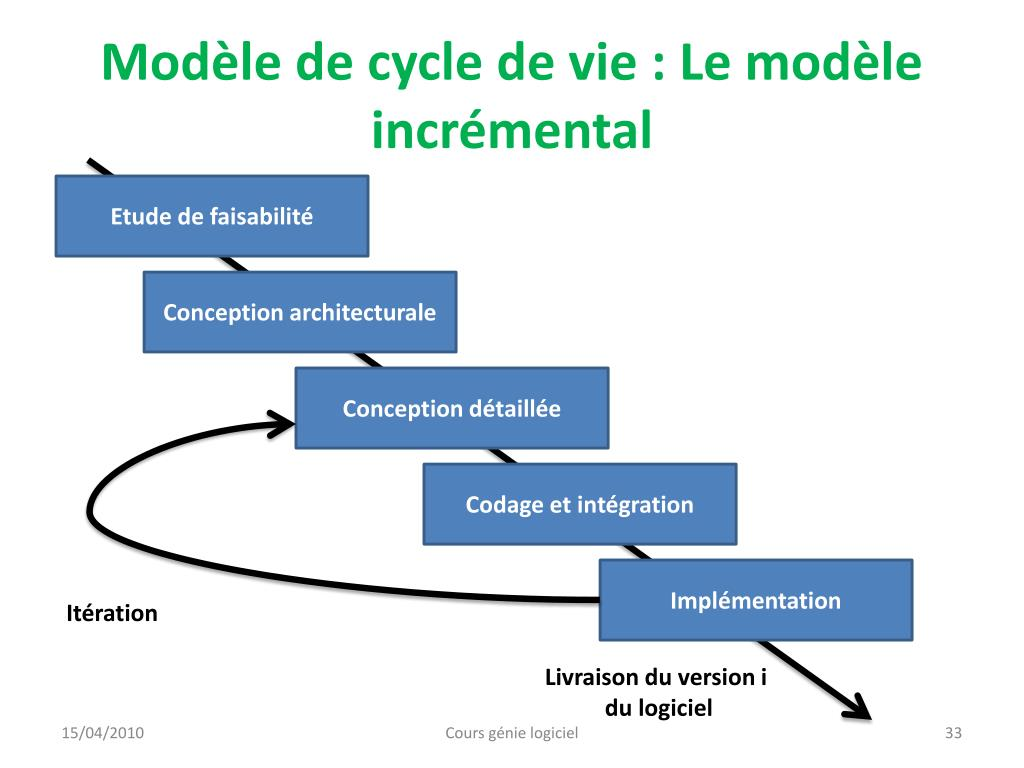 Modèle de cycle de vie : Le modèle
incrémental
Etude de faisabilité
Conception architecturale
Conception détaillée
Codage et intégration
Implémentation
Itération
Livraison du version i
du logiciel
15/04/2010
Cours génie logiciel
33